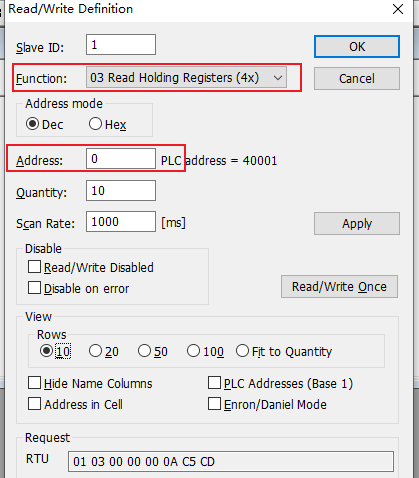 Read/Write Definition
Slave ID: 1 OK
Function: 03 Read Holding Registers (4x) Cancel
Address mode
Dec Hex
Address: 0 PLC address = 40001
Quantity: 10
Scan Rate: 1000 [ms] Apply
Disable
Read/Write Disabled
Disable on error Read/Write Once
View
Rows
10 20 50 100 Fit to Quantity
Hide Name Columns PLC Addresses (Base 1)
Address in Cell Enron/Daniel Mode
Request
RTU 01 03 00 00 00 0A C5 CD